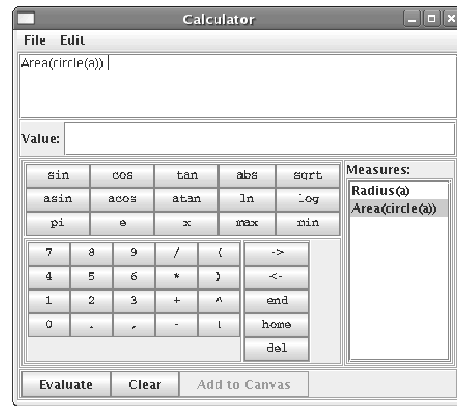 Calculator
File Edit
Area(circle(a))
Value:
sin cos tan abs sqrt
asin acos atan ln log
pi e x max min
Measures:
Radius(a)
Area(circle(a))
7 8 9 / ( ->
4 5 6 * ) <-
1 2 3 + ^ end
0 . , - ! home
del
Evaluate Clear Add to Canvas